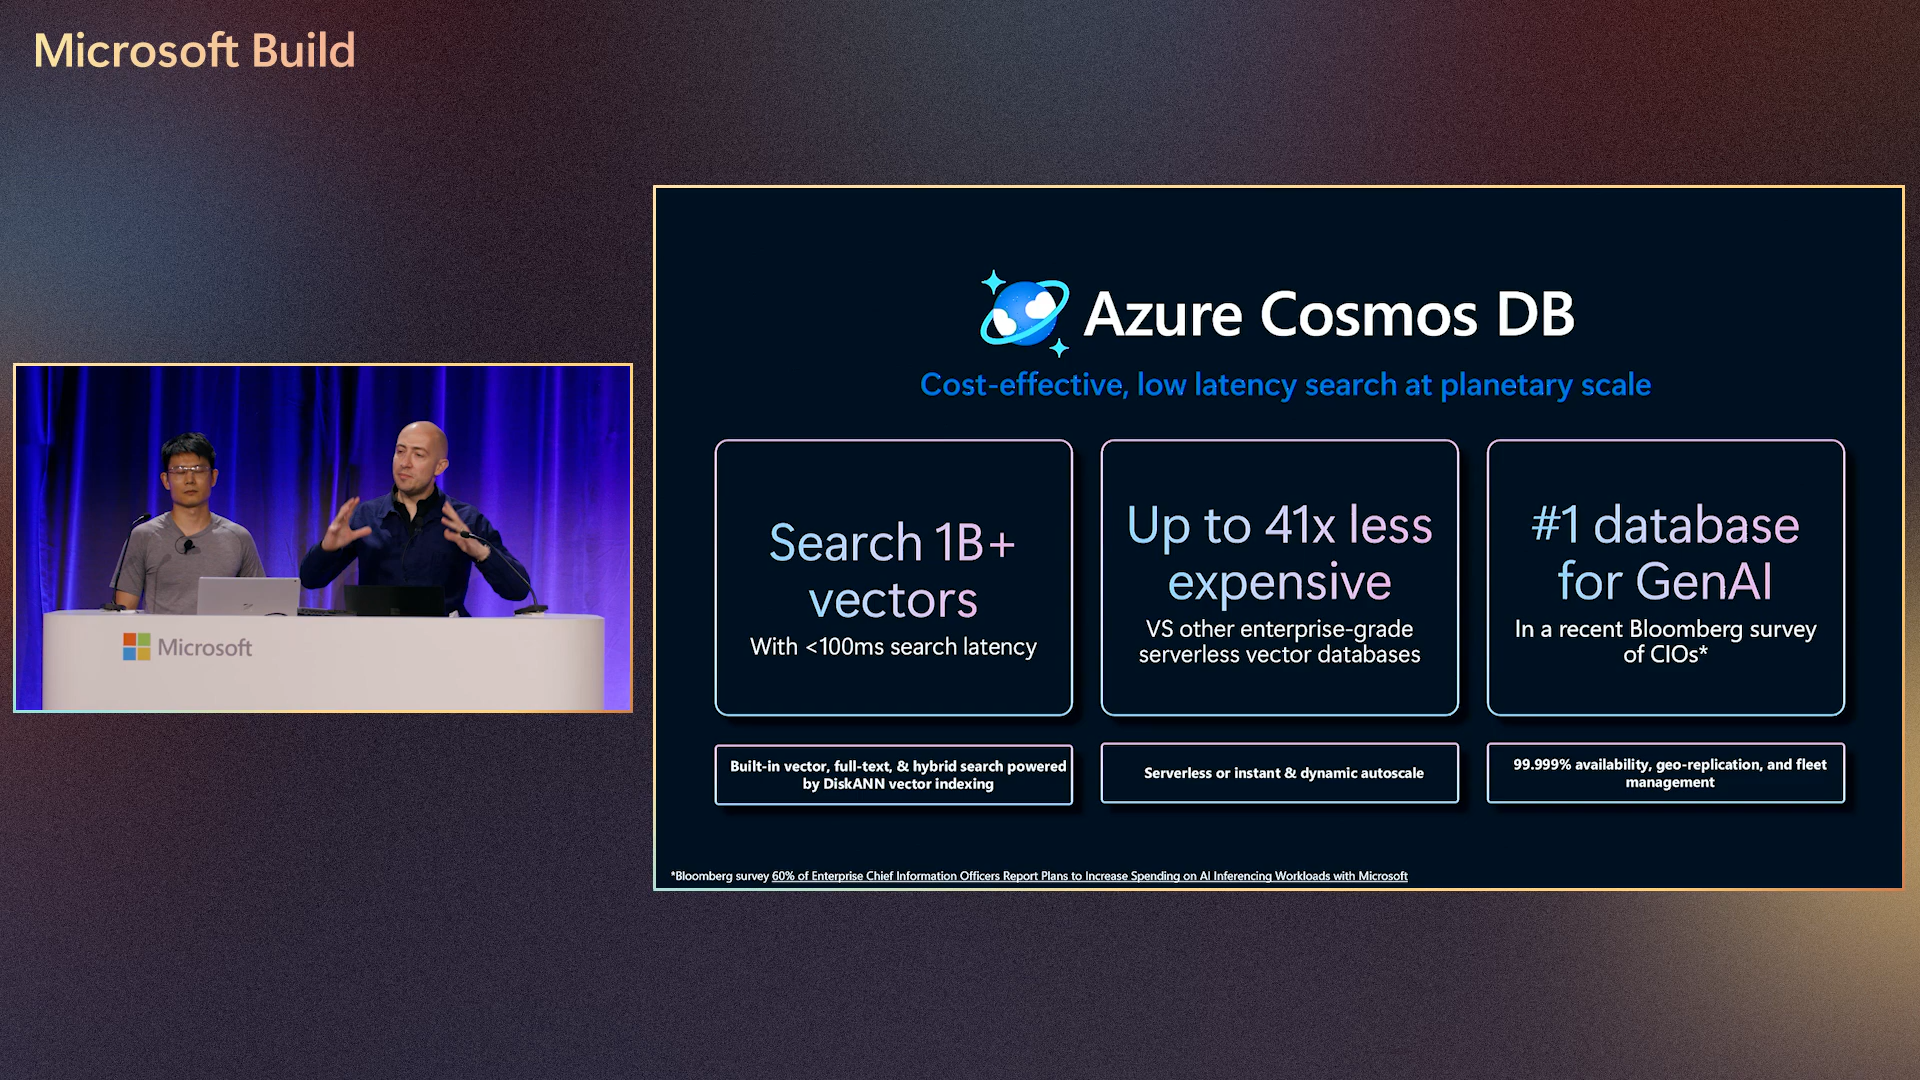 Microsoft Build
Azure Cosmos DB
Cost-effective, low latency search at planetary scale
Search 1B+
vectors
With <100ms search latency
Up to 41x less
expensive
VS other enterprise-grade
serverless vector databases
#1 database
for GenAI
In a recent Bloomberg survey
of CIOs*
Built-in vector, full-text, & hybrid search powered
by DiskANN vector indexing
Serverless or instant & dynamic autoscale
99.999% availability, geo-replication, and fleet
management
*Bloomberg survey 60% of Enterprise Chief Information Officers Report Plans to Increase Spending on AI Inferencing Workloads with Microsoft
Microsoft